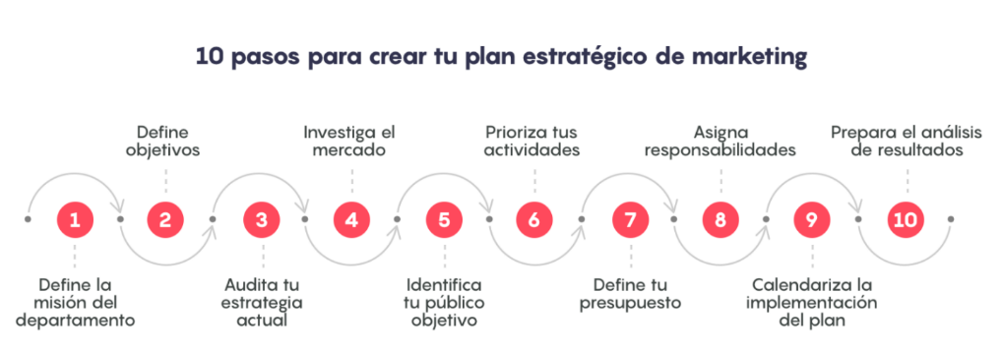 10 pasos para crear tu plan estratégico de marketing
1
Define la
misión del
departamento
2
Define
objetivos
3
Audita tu
estrategia
actual
4
Investiga el
mercado
5
Identifica
tu público
objetivo
6
Prioriza tus
actividades
7
Define tu
presupuesto
8
Asigna
responsabilidades
9
Calendariza la
implementación
del plan
10
Prepara el análisis
de resultados